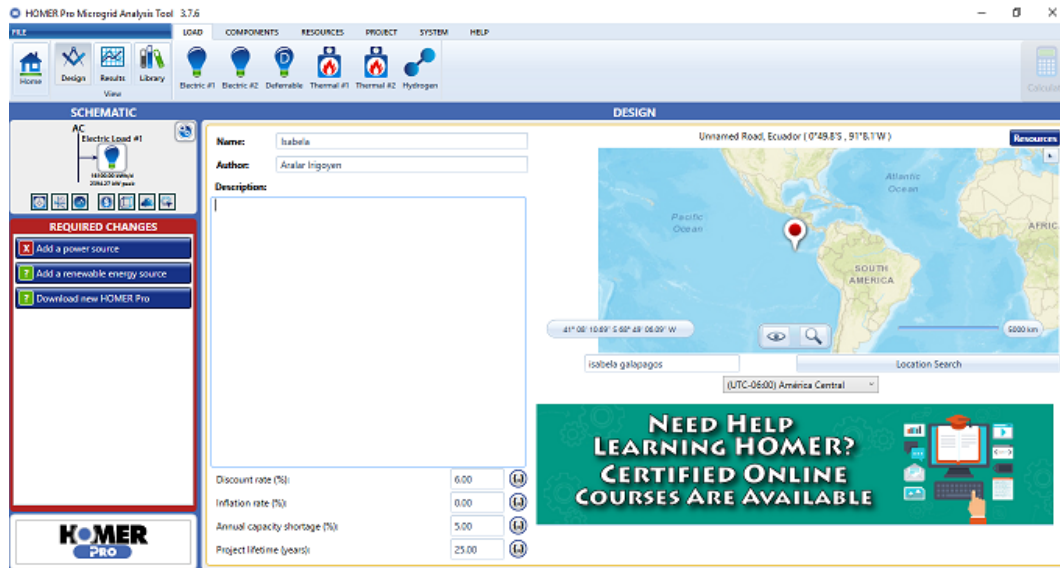 HOMER Pro Microgrid Analysis Tool 3.7.6
FILE
LOAD COMPONENTS RESOURCES PROJECT SYSTEM HELP
Home
Design Results Library
View
Electric #1 Electric #2 Deferrable Thermal #1 Thermal #2 Hydrogen
Calculate
SCHEMATIC
AC
Electric Load #1
REQUIRED CHANGES
Add a power source
Add a renewable energy source
Download new HOMER Pro
HOMER
PRO
DESIGN
Name: Isabela
Author: Aralar Irigoyen
Description:
Discount rate (%): 6.00
Inflation rate (%): 0.00
Annual capacity shortage (%): 5.00
Project lifetime (years): 25.00
Unnamed Road, Ecuador ( 0°49.8'S , 91°8.1'W )
Resources
Atlantic
Ocean
Pacific
Ocean
AFRIC
SOUTH
AMERICA
5000 km
isabela galapagos
Location Search
(UTC-06:00) América Central
NEED HELP
LEARNING HOMER?
CERTIFIED ONLINE
COURSES ARE AVAILABLE